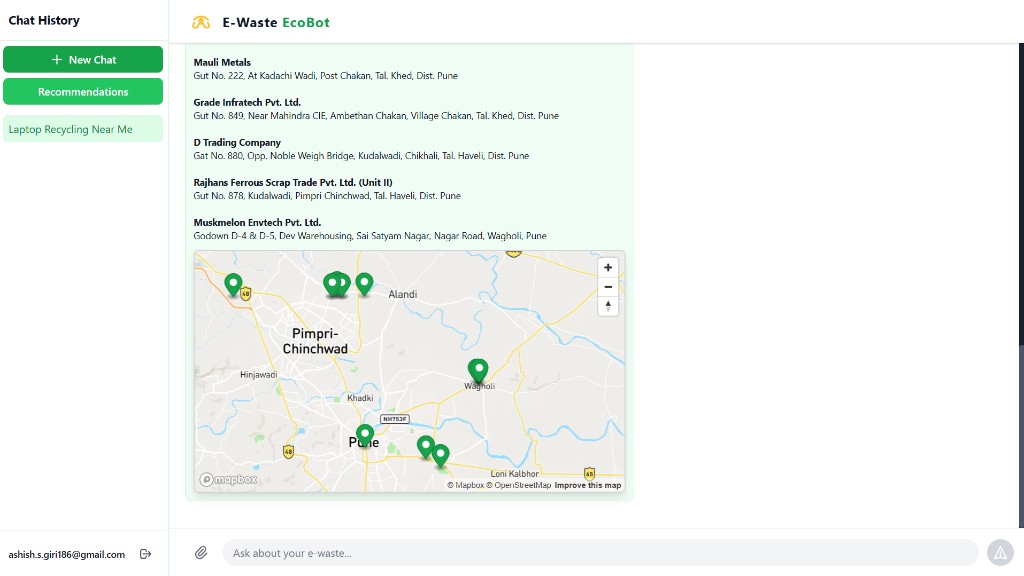 Chat History
+ New Chat
Recommendations
Laptop Recycling Near Me
ashish.s.giri186@gmail.com
E-Waste EcoBot
Mauli Metals
Gut No. 222, At Kadachi Wadi, Post Chakan, Tal. Khed, Dist. Pune
Grade Infratech Pvt. Ltd.
Gut No. 849, Near Mahindra CIE, Ambethan Chakan, Village Chakan, Tal. Khed, Dist. Pune
D Trading Company
Gat No. 880, Opp. Noble Weigh Bridge, Kudalwadi, Chikhali, Tal. Haveli, Dist. Pune
Rajhans Ferrous Scrap Trade Pvt. Ltd. (Unit II)
Gut No. 878, Kudalwadi, Pimpri Chinchwad, Tal. Haveli, Dist. Pune
Muskmelon Envtech Pvt. Ltd.
Godown D-4 & D-5, Dev Warehousing, Sai Satyam Nagar, Nagar Road, Wagholi, Pune
48
Alandi
Pimpri-
Chinchwad
Hinjawadi
Wagholi
Khadki
NH753F
Pune
48
Loni Kalbhor
mapbox
© Mapbox © OpenStreetMap Improve this map
Ask about your e-waste...